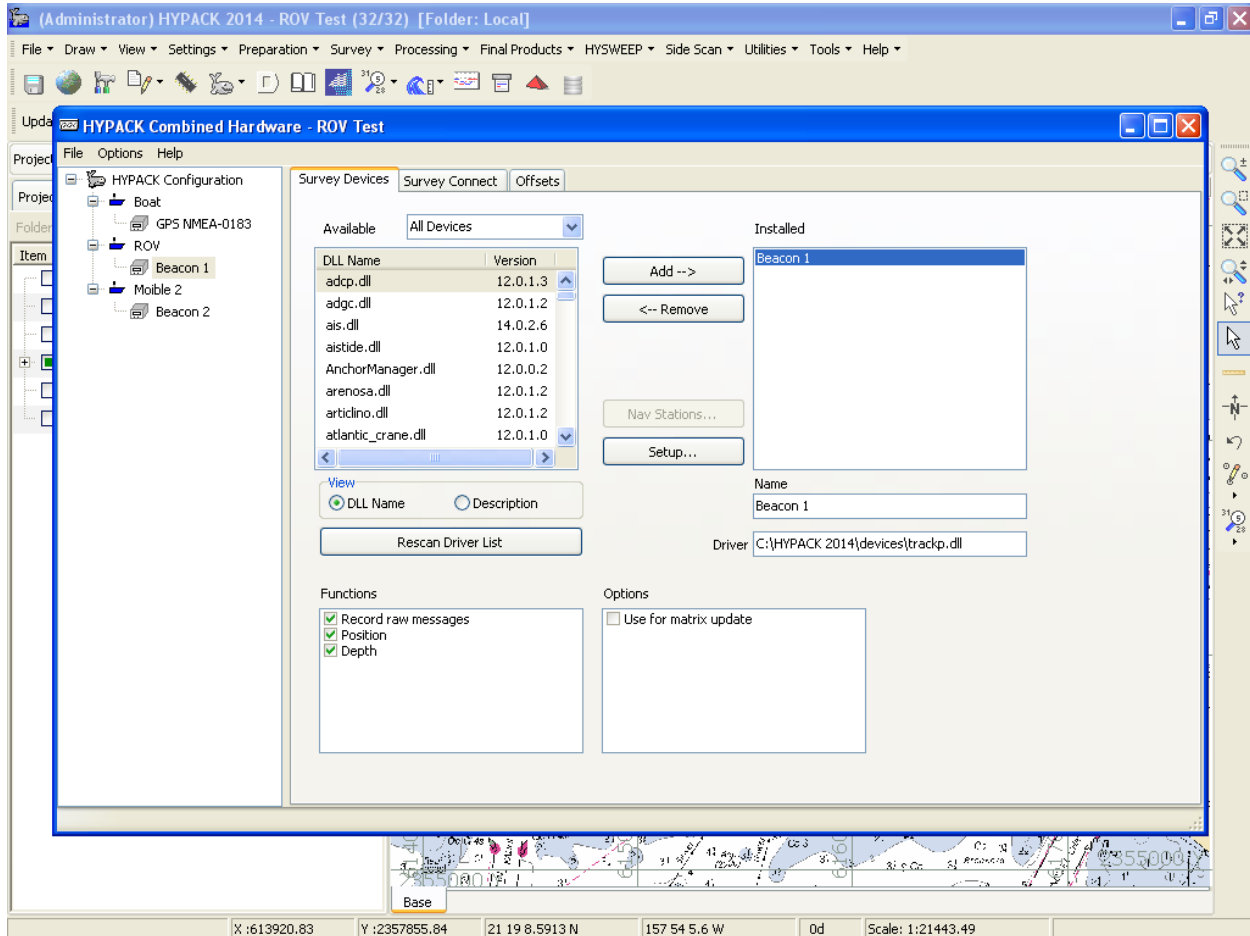 (Administrator) HYPACK 2014 - ROV Test (32/32) [Folder: Local]
File Draw View Settings Preparation Survey Processing Final Products HYSWEEP Side Scan Utilities Tools Help
Upda
HYPACK Combined Hardware - ROV Test
Project
File Options Help
Projec
Folder
Item
HYPACK Configuration
Boat
GPS NMEA-0183
ROV
Beacon 1
Moible 2
Beacon 2
Survey Devices Survey Connect Offsets
Available All Devices
DLL Name Version
adcp.dll 12.0.1.3
adgc.dll 12.0.1.2
ais.dll 14.0.2.6
aistide.dll 12.0.1.0
AnchorManager.dll 12.0.0.2
arenosa.dll 12.0.1.2
articlino.dll 12.0.1.2
atlantic_crane.dll 12.0.1.0
View
DLL Name Description
Rescan Driver List
Add -->
<-- Remove
Nav Stations...
Setup...
Installed
Beacon 1
Name
Beacon 1
Driver C:\HYPACK 2014\devices\trackp.dll
Functions
Record raw messages
Position
Depth
Options
Use for matrix update
Base
X :613920.83 Y :2357855.84 21 19 8.5913 N 157 54 5.6 W 0d Scale: 1:21443.49